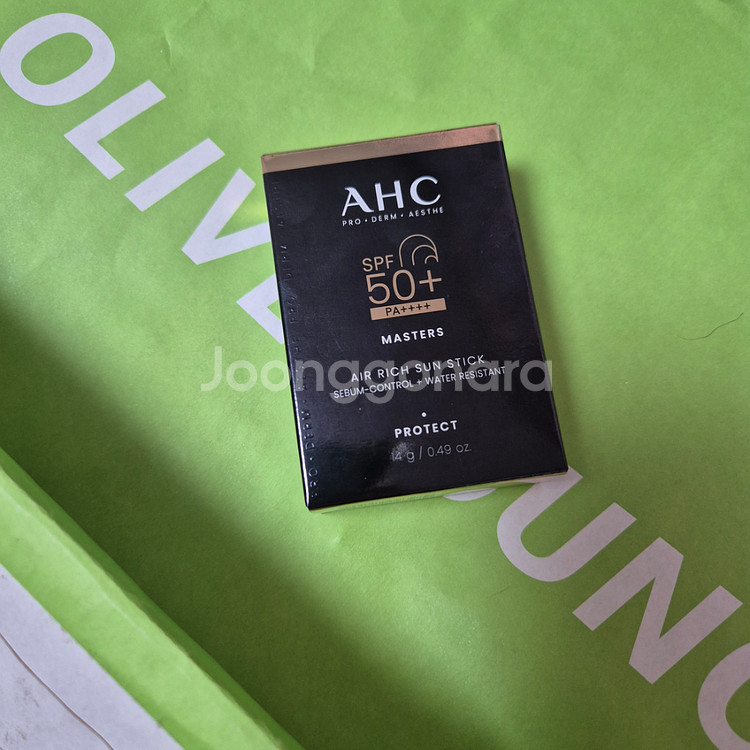 OLIVE
AHC
PRO • DERM • AESTHE
SPF
50+
PA++++
MASTERS
AIR RICH SUN STICK
SEBUM-CONTROL + WATER RESISTANT
PROTECT
14 g / 0.49 oz.
Joonggonara
OUNG